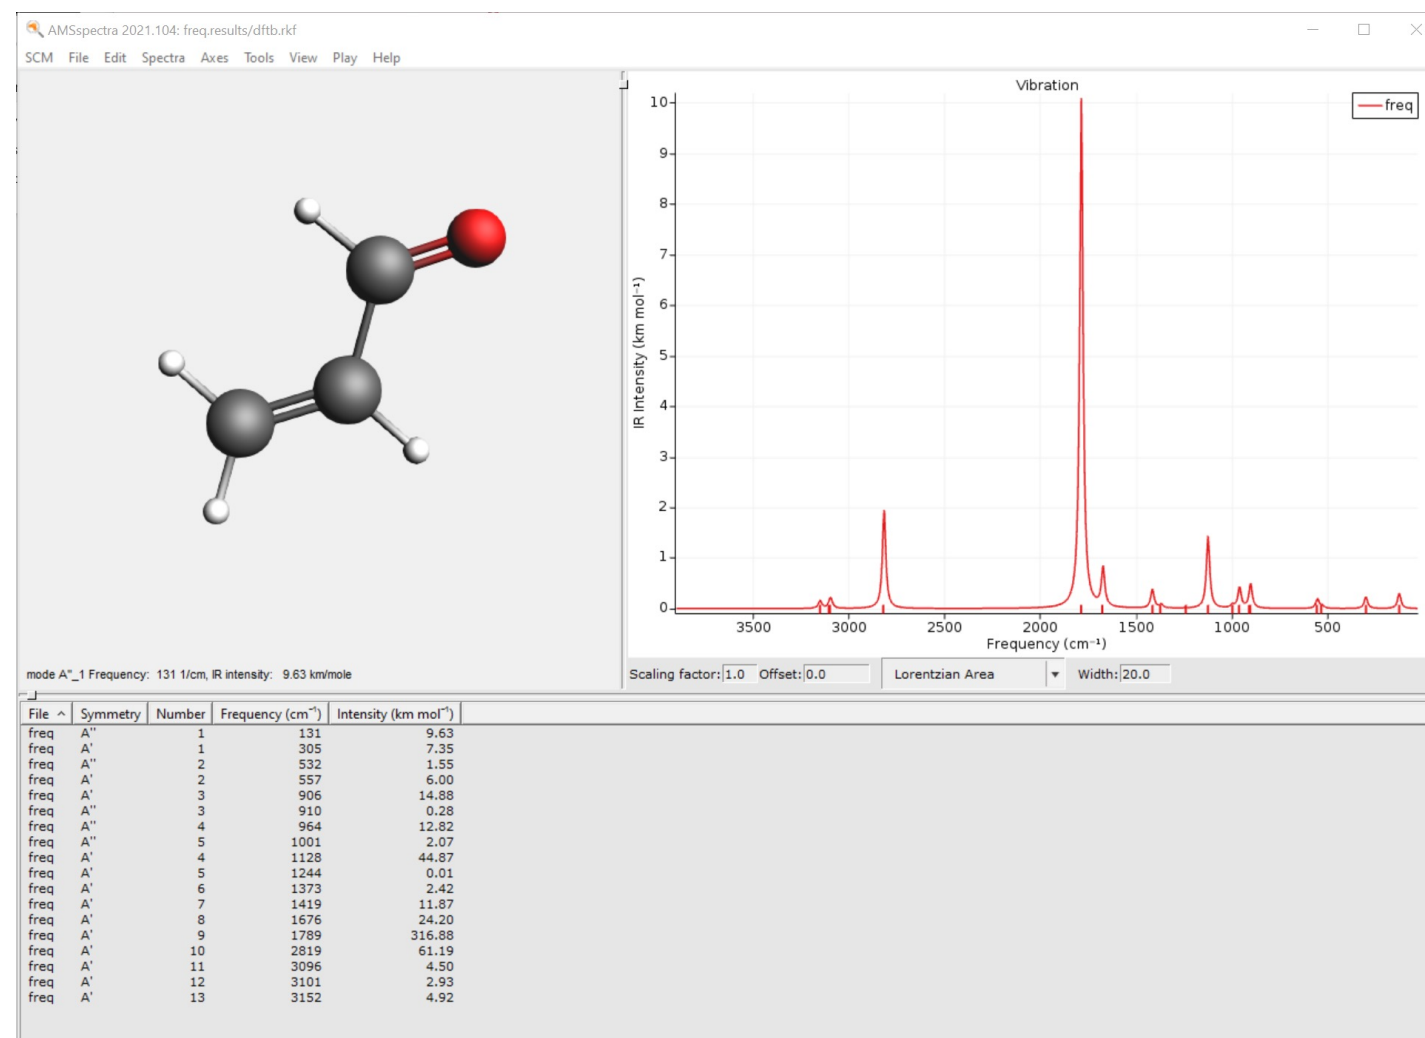 AMSspectra 2021.104: freq.results/dftb.rkf
SCM File Edit Spectra Axes Tools View Play Help
Vibration
freq
10
9
8
7
6
5
4
3
2
1
0
IR Intensity (km mol⁻¹)
3500 3000 2500 2000 1500 1000 500
Frequency (cm⁻¹)
mode A"_1 Frequency: 131 1/cm, IR intensity: 9.63 km/mole
Scaling factor: 1.0 Offset: 0.0 Lorentzian Area Width: 20.0
File Symmetry Number Frequency (cm⁻¹) Intensity (km mol⁻¹)
freq A" 1 131 9.63
freq A' 1 305 7.35
freq A" 2 532 1.55
freq A' 2 557 6.00
freq A' 3 906 14.88
freq A" 3 910 0.28
freq A" 4 964 12.82
freq A" 5 1001 2.07
freq A' 4 1128 44.87
freq A' 5 1244 0.01
freq A' 6 1373 2.42
freq A' 7 1419 11.87
freq A' 8 1676 24.20
freq A' 9 1789 316.88
freq A' 10 2819 61.19
freq A' 11 3096 4.50
freq A' 12 3101 2.93
freq A' 13 3152 4.92